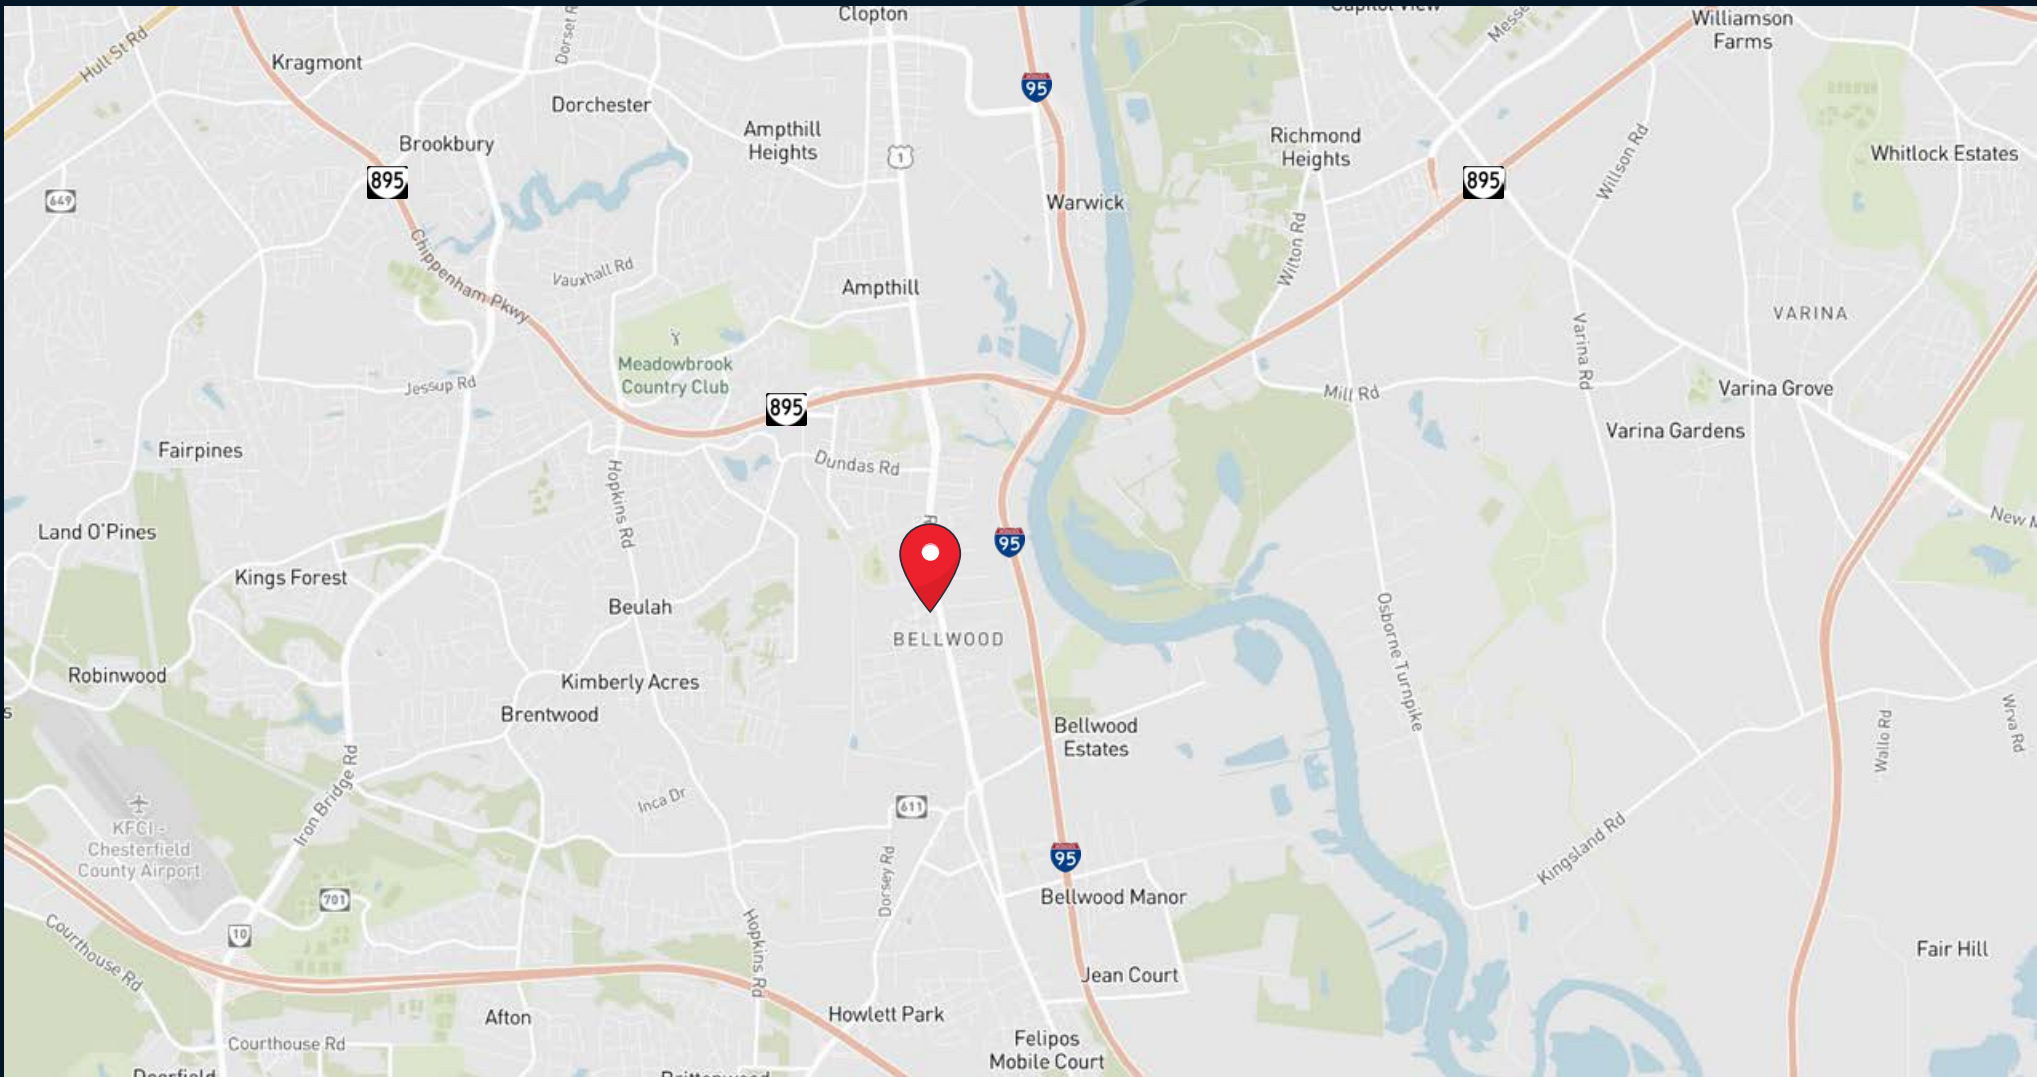 Clopton
Williamson
Farms
Hull St Rd
Kragmont
95
Dorchester
Ampthill
Heights
Brookbury
1
Richmond
Heights
Willson Rd
Whitlock Estates
895
895
649
Warwick
Chippenham Pkwy
Vauxhall Rd
Wilton Rd
Ampthill
VARINA
Varina Rd
Meadowbrook
Country Club
Jessup Rd
Mill Rd
Varina Grove
895
Varina Gardens
Fairpines
Dundas Rd
Hopkins Rd
Land O'Pines
95
Kings Forest
Beulah
BELLWOOD
Osborne Turnpike
Robinwood
Kimberly Acres
Brentwood
Bellwood
Estates
Wallo Rd
Wrva Rd
Iron Bridge Rd
Inca Dr
611
KFCI -
Chesterfield
County Airport
Kingsland Rd
95
Dorsey Rd
701
Bellwood Manor
10
Courthouse Rd
Hopkins Rd
Fair Hill
Jean Court
Afton
Howlett Park
Courthouse Rd
Felipos
Mobile Court